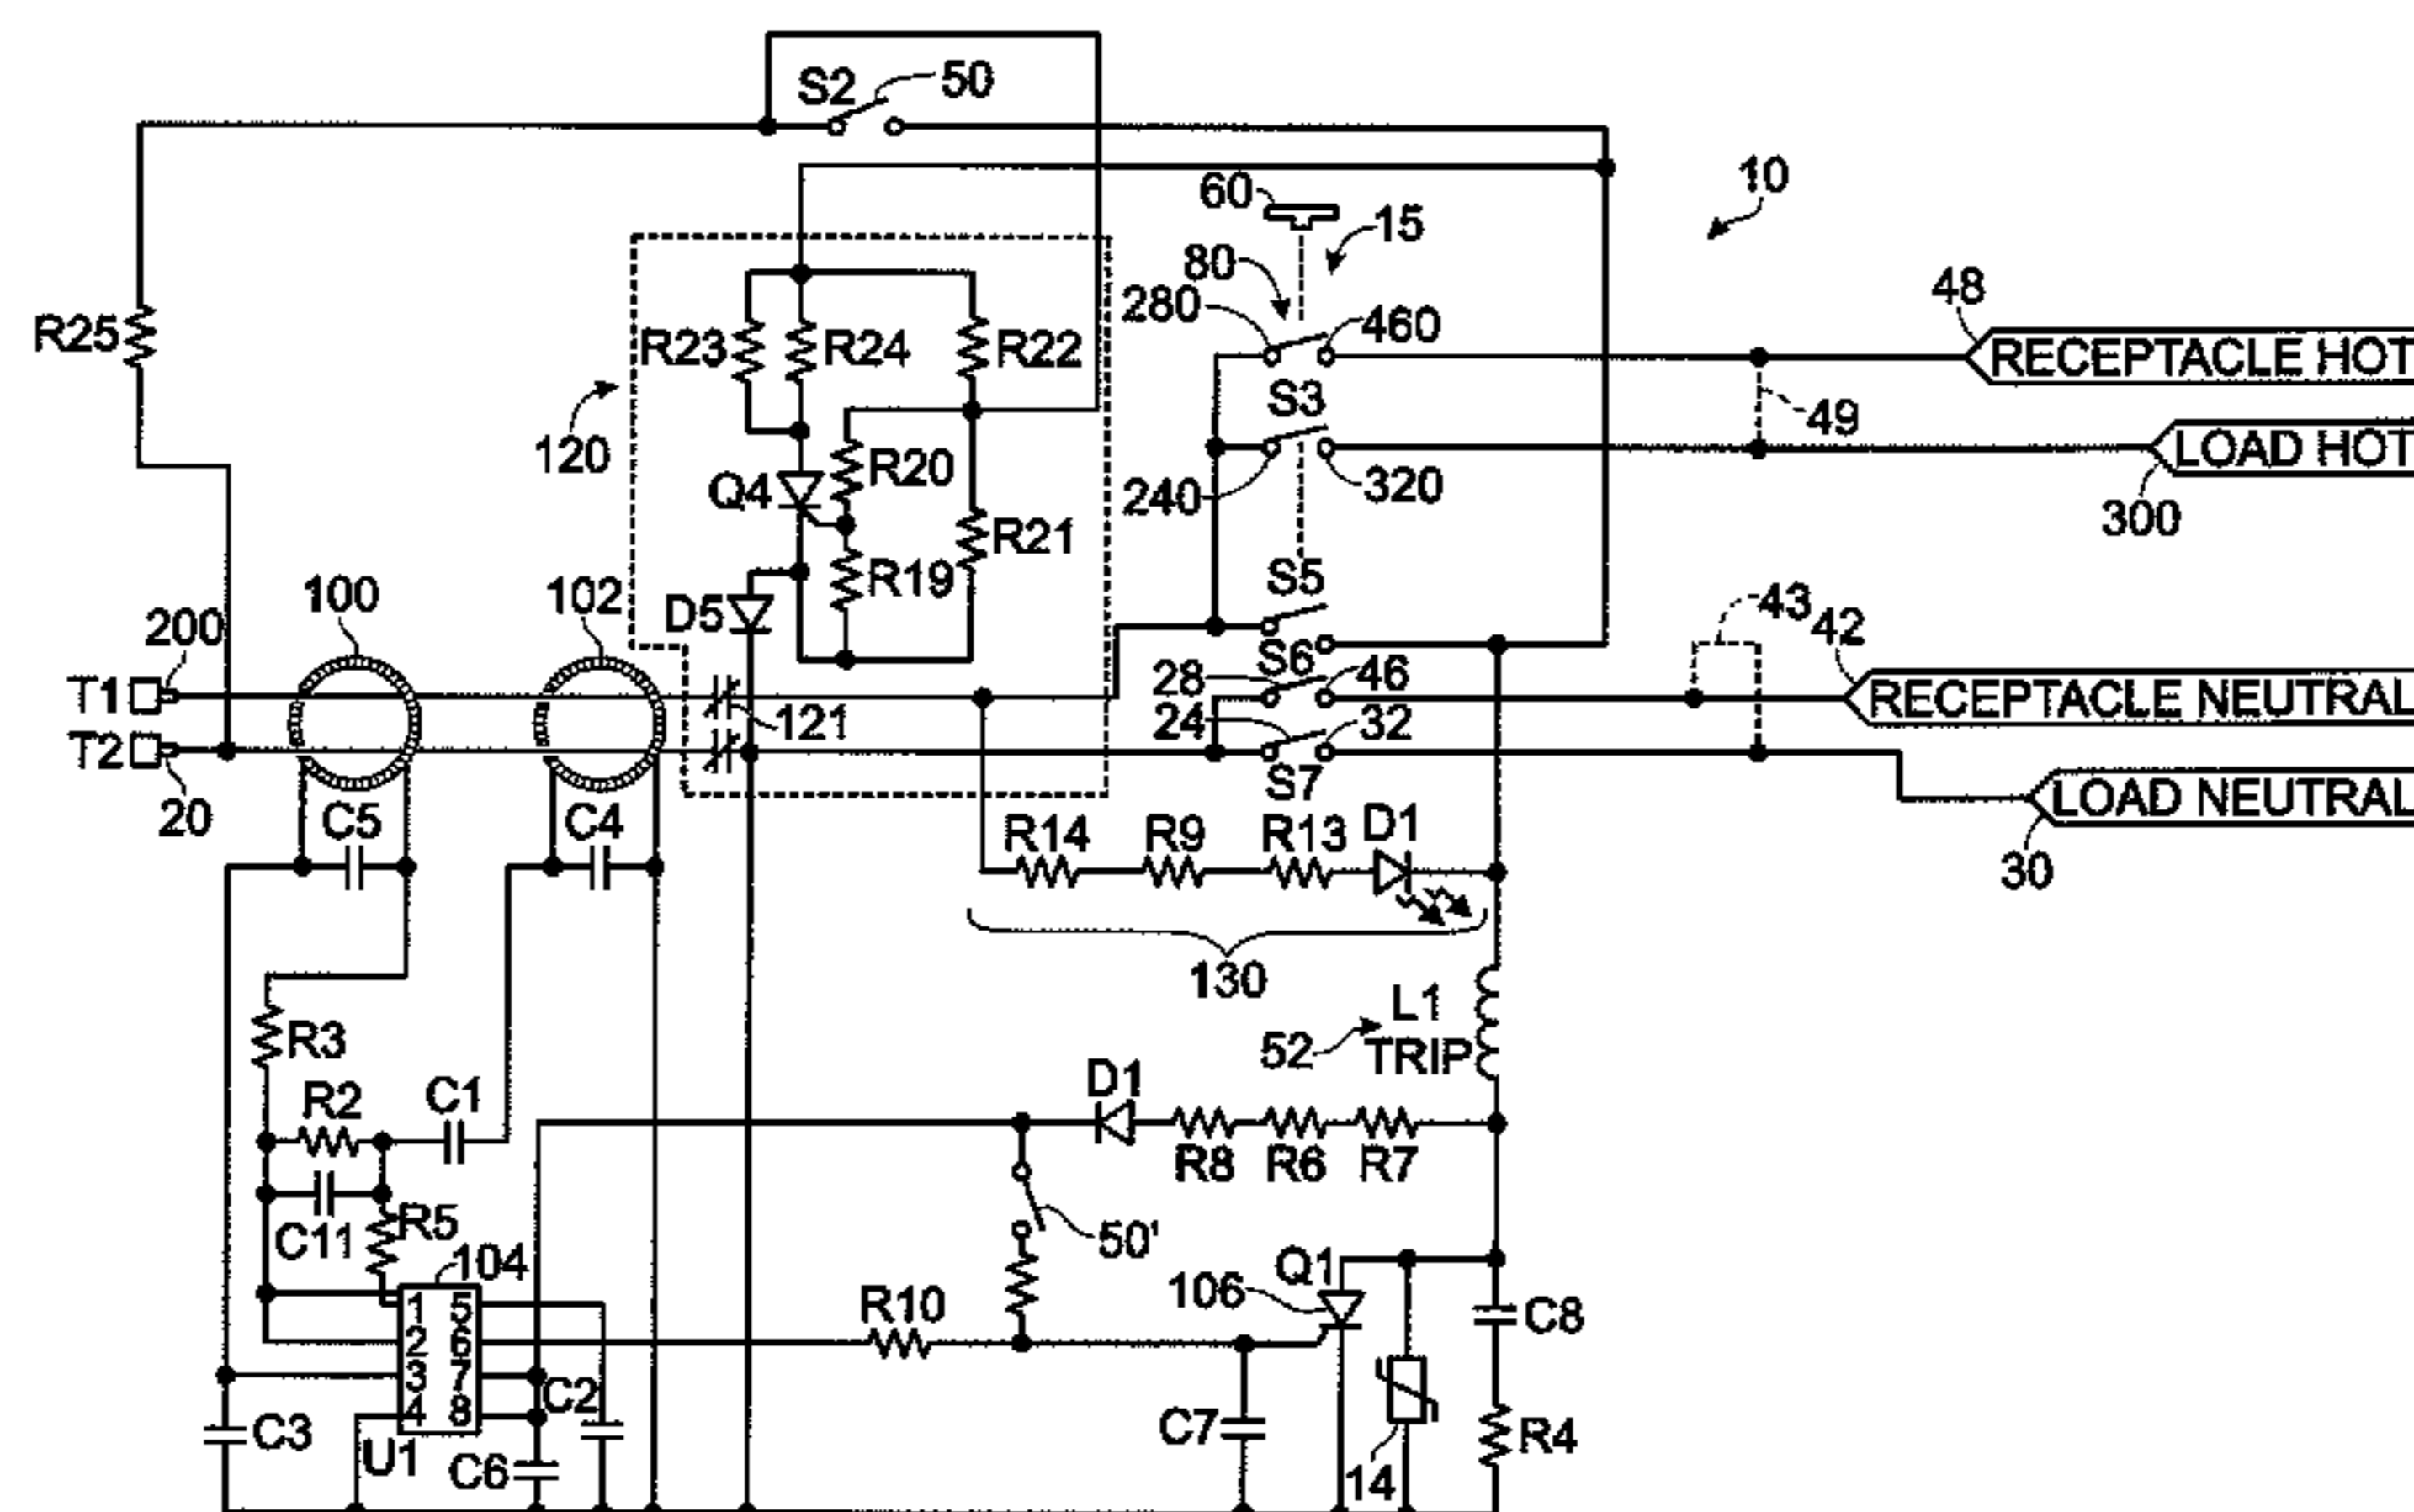 S2
50
10
60
15
80
280
460
48
RECEPTACLE HOT
R25
R23
R24
R22
S3
49
120
LOAD HOT
R20
Q4
240
320
300
R21
R19
S5
100
102
D5
43
42
200
S6
28
46
RECEPTACLE NEUTRAL
T1
121
24
32
T2
S7
LOAD NEUTRAL
20
C5
C4
R14
R9
R13
D1
30
130
L1
R3
52
TRIP
D1
R2
C1
R8
R6
R7
C11
R5
50'
104
Q1
106
R10
1
5
C8
2
6
3
7
C2
4
8
C3
C7
R4
U1
C6
14